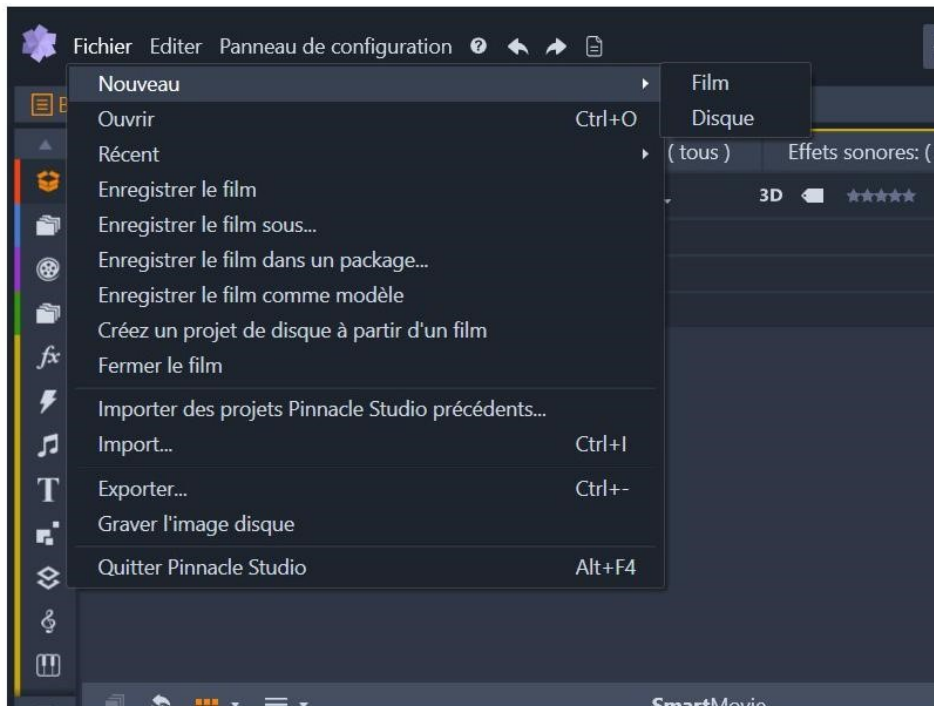 Fichier Editer Panneau de configuration ?
Nouveau Film
Disque
Ouvrir Ctrl+O
Récent ( tous ) Effets sonores: (
Enregistrer le film 3D
Enregistrer le film sous...
Enregistrer le film dans un package...
Enregistrer le film comme modèle
Créez un projet de disque à partir d'un film
fx Fermer le film
Importer des projets Pinnacle Studio précédents...
Import... Ctrl+I
T Exporter... Ctrl+-
Graver l'image disque
Quitter Pinnacle Studio Alt+F4
SmartMovie